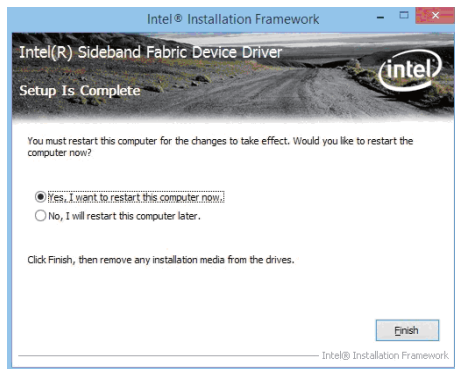 Intel® Installation Framework
Intel(R) Sideband Fabric Device Driver
intel
Setup Is Complete
You must restart this computer for the changes to take effect. Would you like to restart the
computer now?
Yes, I want to restart this computer now.
No, I will restart this computer later.
Click Finish, then remove any installation media from the drives.
Finish
Intel® Installation Framework